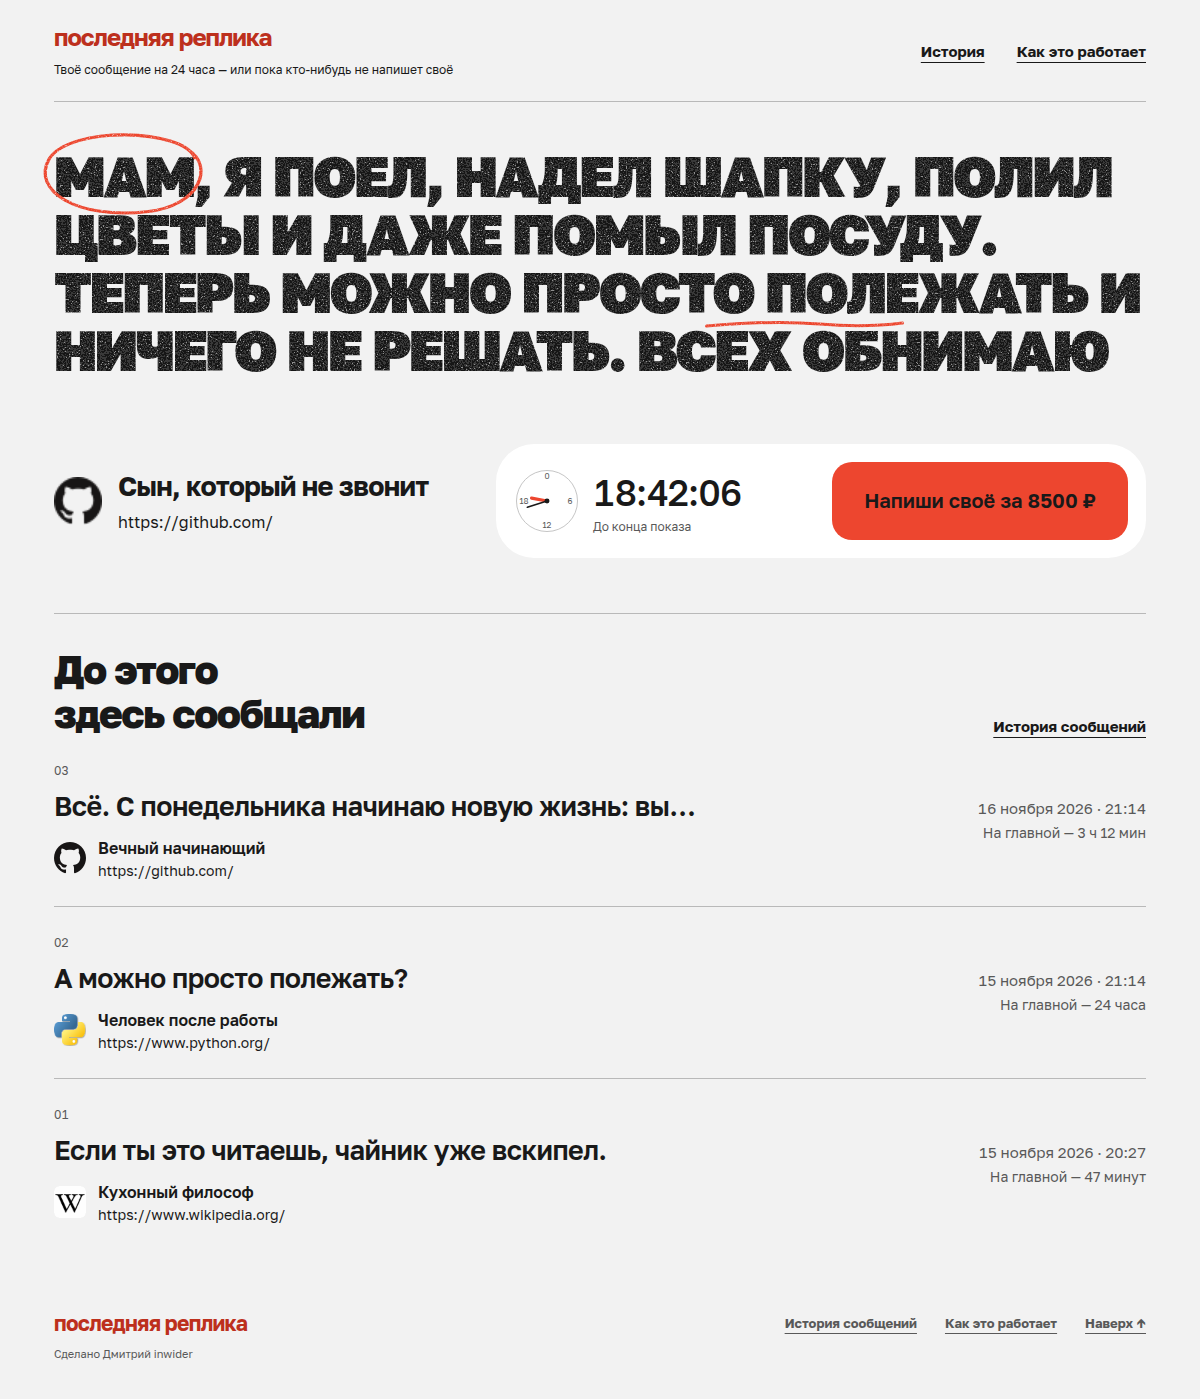 последняя реплика
Твоё сообщение на 24 часа — или пока кто-нибудь не напишет своё
История
Как это работает
МАМ, Я ПОЕЛ, НАДЕЛ ШАПКУ, ПОЛИЛ
ЦВЕТЫ И ДАЖЕ ПОМЫЛ ПОСУДУ.
ТЕПЕРЬ МОЖНО ПРОСТО ПОЛЕЖАТЬ И
НИЧЕГО НЕ РЕШАТЬ. ВСЕХ ОБНИМАЮ
Сын, который не звонит
https://github.com/
0
6
12
18
18:42:06
До конца показа
Напиши своё за 8500 ₽
До этого
здесь сообщали
История сообщений
03
Всё. С понедельника начинаю новую жизнь: вы…
16 ноября 2026 · 21:14
На главной — 3 ч 12 мин
Вечный начинающий
https://github.com/
02
А можно просто полежать?
15 ноября 2026 · 21:14
На главной — 24 часа
Человек после работы
https://www.python.org/
01
Если ты это читаешь, чайник уже вскипел.
15 ноября 2026 · 20:27
На главной — 47 минут
W
Кухонный философ
https://www.wikipedia.org/
последняя реплика
История сообщений
Как это работает
Наверх ↑
Сделано Дмитрий inwider